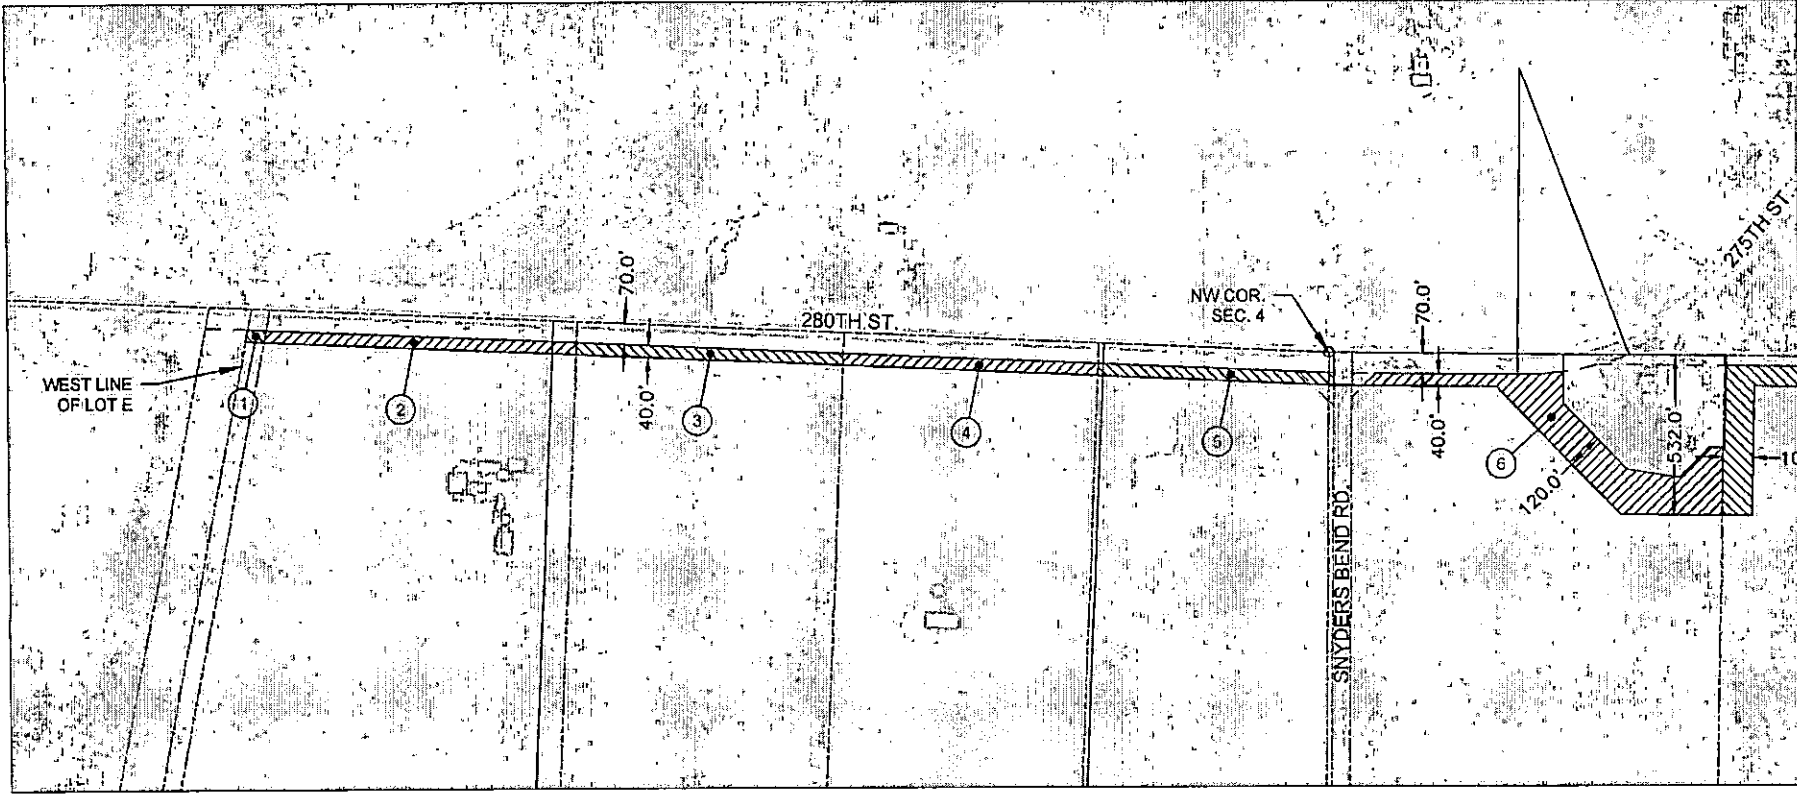 275TH ST.
70.0'
NW COR.
SEC. 4
70.0'
280TH ST.
WEST LINE
OF LOT E
1
2
40.0'
3
4
5
40.0'
6
120.0'
532.0'
10
SNYDERS BEND RD.